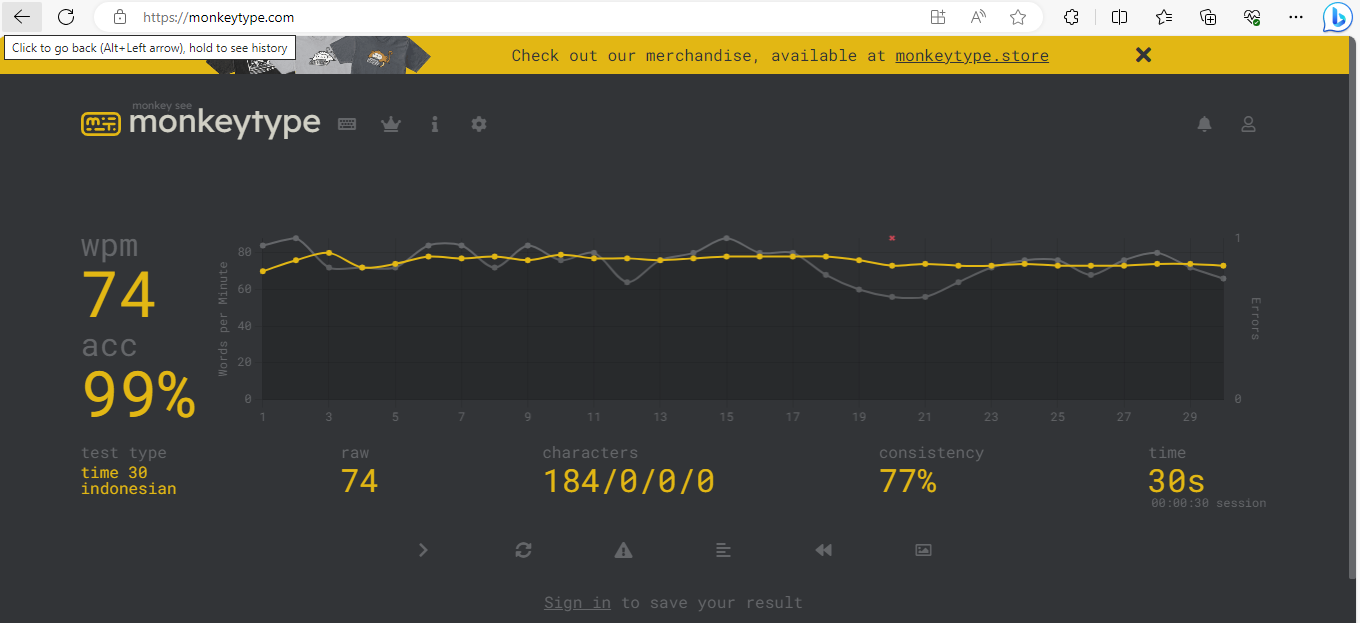 https://monkeytype.com
Click to go back (Alt+Left arrow), hold to see history
Check out our merchandise, available at monkeytype.store
monkey see
monkeytype
wpm
74
acc
99%
Words per Minute
80
60
40
20
0
1 3 5 7 9 11 13 15 17 19 21 23 25 27 29
1
Errors
0
test type
time 30
indonesian
raw
74
characters
184/0/0/0
consistency
77%
time
30s
00:00:30 session
Sign in to save your result